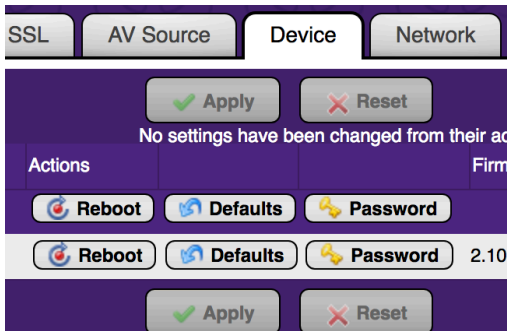 SSL AV Source Device Network
Apply Reset
No settings have been changed from their
Actions
Reboot Defaults Password
Reboot Defaults Password 2.10
Apply Reset